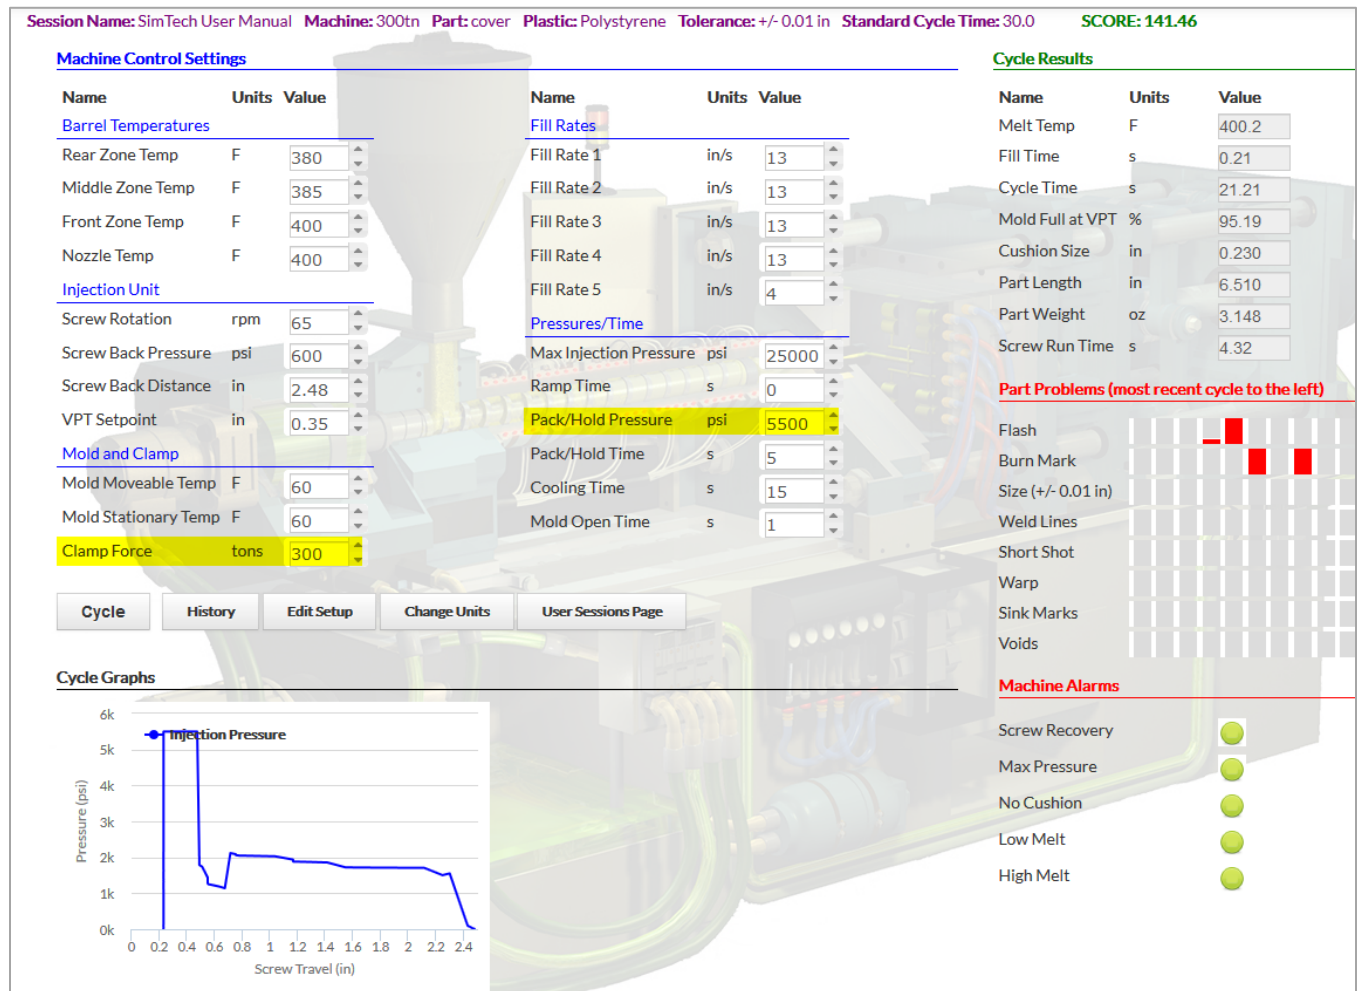 Session Name: SimTech User Manual Machine: 300tn Part: cover Plastic: Polystyrene Tolerance: +/- 0.01 in Standard Cycle Time: 30.0 SCORE: 141.46
Machine Control Settings
Name Units Value
Barrel Temperatures
Rear Zone Temp F 380
Middle Zone Temp F 385
Front Zone Temp F 400
Nozzle Temp F 400
Injection Unit
Screw Rotation rpm 65
Screw Back Pressure psi 600
Screw Back Distance in 2.48
VPT Setpoint in 0.35
Mold and Clamp
Mold Moveable Temp F 60
Mold Stationary Temp F 60
Clamp Force tons 300
Name Units Value
Fill Rates
Fill Rate 1 in/s 13
Fill Rate 2 in/s 13
Fill Rate 3 in/s 13
Fill Rate 4 in/s 13
Fill Rate 5 in/s 4
Pressures/Time
Max Injection Pressure psi 25000
Ramp Time s 0
Pack/Hold Pressure psi 5500
Pack/Hold Time s 5
Cooling Time s 15
Mold Open Time s 1
Cycle History Edit Setup Change Units User Sessions Page
Cycle Graphs
Injection Pressure
6k
5k
4k
3k
2k
1k
0k
Pressure (psi)
0 0.2 0.4 0.6 0.8 1 1.2 1.4 1.6 1.8 2 2.2 2.4
Screw Travel (in)
Cycle Results
Name Units Value
Melt Temp F 400.2
Fill Time s 0.21
Cycle Time s 21.21
Mold Full at VPT % 95.19
Cushion Size in 0.230
Part Length in 6.510
Part Weight oz 3.148
Screw Run Time s 4.32
Part Problems (most recent cycle to the left)
Flash
Burn Mark
Size (+/- 0.01 in)
Weld Lines
Short Shot
Warp
Sink Marks
Voids
Machine Alarms
Screw Recovery
Max Pressure
No Cushion
Low Melt
High Melt